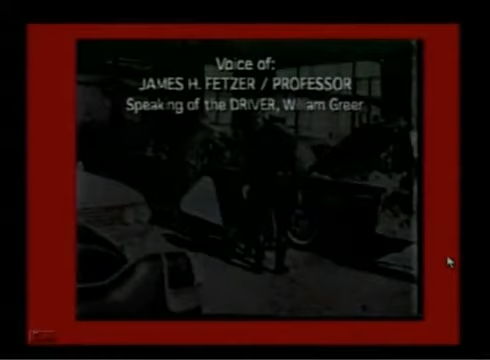 Voice of:
JAMES H. FETZER / PROFESSOR
Speaking of the DRIVER, William Greer